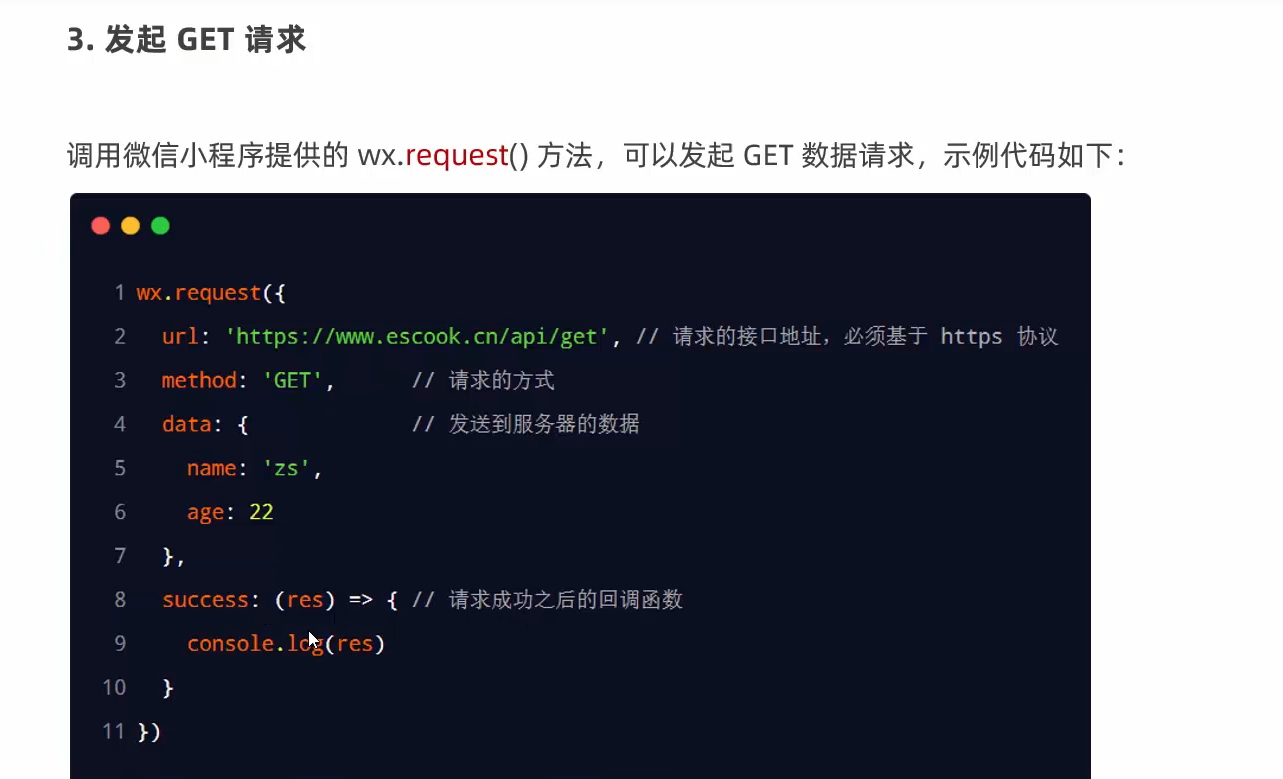 3. 发起 GET 请求
调用微信小程序提供的 wx.request() 方法，可以发起 GET 数据请求，示例代码如下：
1 wx.request({
2   url: 'https://www.escook.cn/api/get', // 请求的接口地址，必须基于 https 协议
3   method: 'GET',      // 请求的方式
4   data: {             // 发送到服务器的数据
5     name: 'zs',
6     age: 22
7   },
8   success: (res) => { // 请求成功之后的回调函数
9     console.log(res)
10   }
11 })